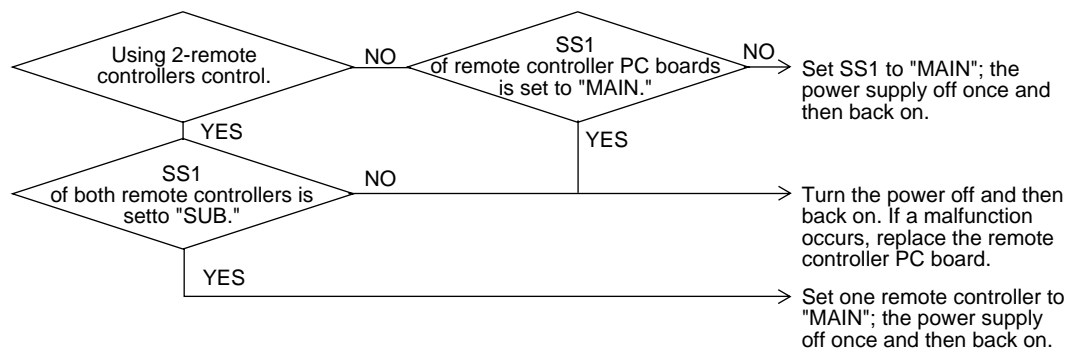 Using 2-remote
controllers control.
NO
SS1
of remote controller PC boards
is set to "MAIN."
NO
Set SS1 to "MAIN"; the
power supply off once and
then back on.
YES
YES
SS1
of both remote controllers is
setto "SUB."
NO
Turn the power off and then
back on. If a malfunction
occurs, replace the remote
controller PC board.
YES
Set one remote controller to
"MAIN"; the power supply
off once and then back on.